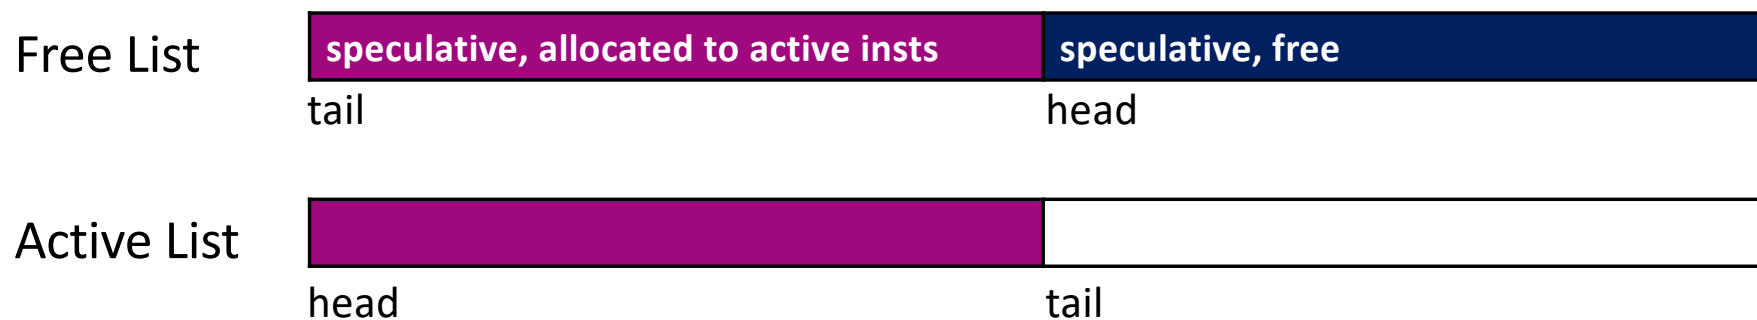 Free List
speculative, allocated to active insts
speculative, free
tail
head
Active List
head
tail